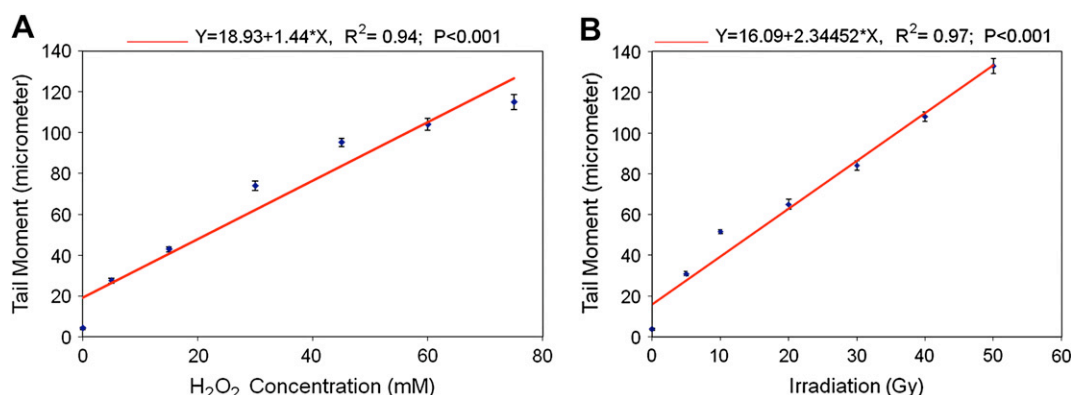 A
Y=18.93+1.44*X, R²= 0.94; P<0.001
140
120
100
80
60
40
20
0
Tail Moment (micrometer)
0 20 40 60 80
H₂O₂ Concentration (mM)
B
Y=16.09+2.34452*X, R²= 0.97; P<0.001
140
120
100
80
60
40
20
0
Tail Moment (micrometer)
0 10 20 30 40 50 60
Irradiation (Gy)